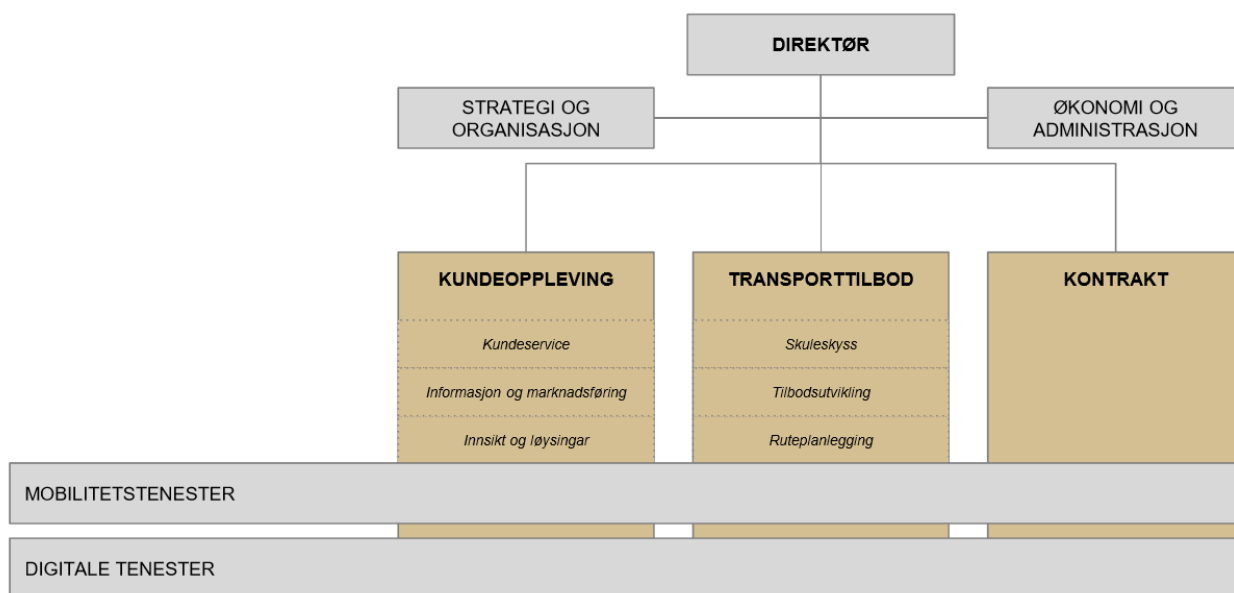 DIREKTØR
STRATEGI OG
ORGANISASJON
ØKONOMI OG
ADMINISTRASJON
KUNDEOPPLEVING
Kundeservice
Informasjon og marknadsføring
Innsikt og løysingar
TRANSPORTTILBOD
Skuleskyss
Tilbodsutvikling
Ruteplanlegging
KONTRAKT
MOBILITETSTENESTER
DIGITALE TENESTER